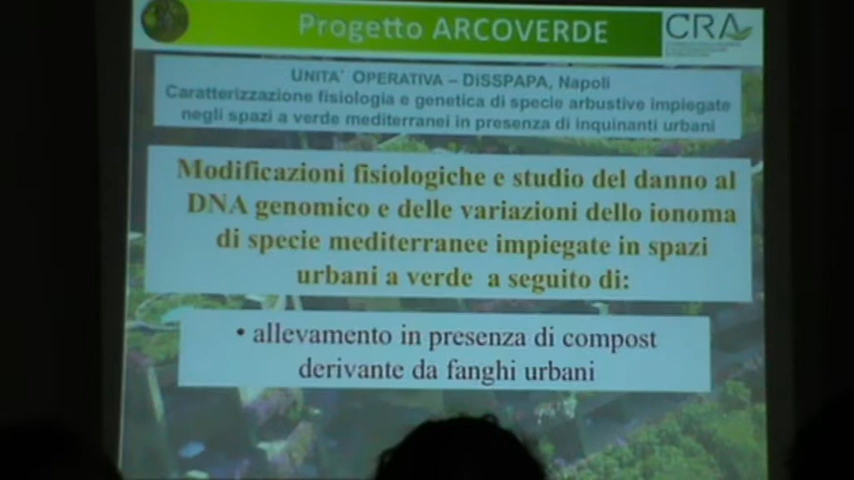 Progetto ARCOVERDE
CRA
UNITA´ OPERATIVA – DiSSPAPA, Napoli
Caratterizzazione fisiologia e genetica di specie arbustive impiegate
negli spazi a verde mediterranei in presenza di inquinanti urbani
Modificazioni fisiologiche e studio del danno al
DNA genomico e delle variazioni dello ionoma
di specie mediterranee impiegate in spazi
urbani a verde a seguito di:
• allevamento in presenza di compost
derivante da fanghi urbani